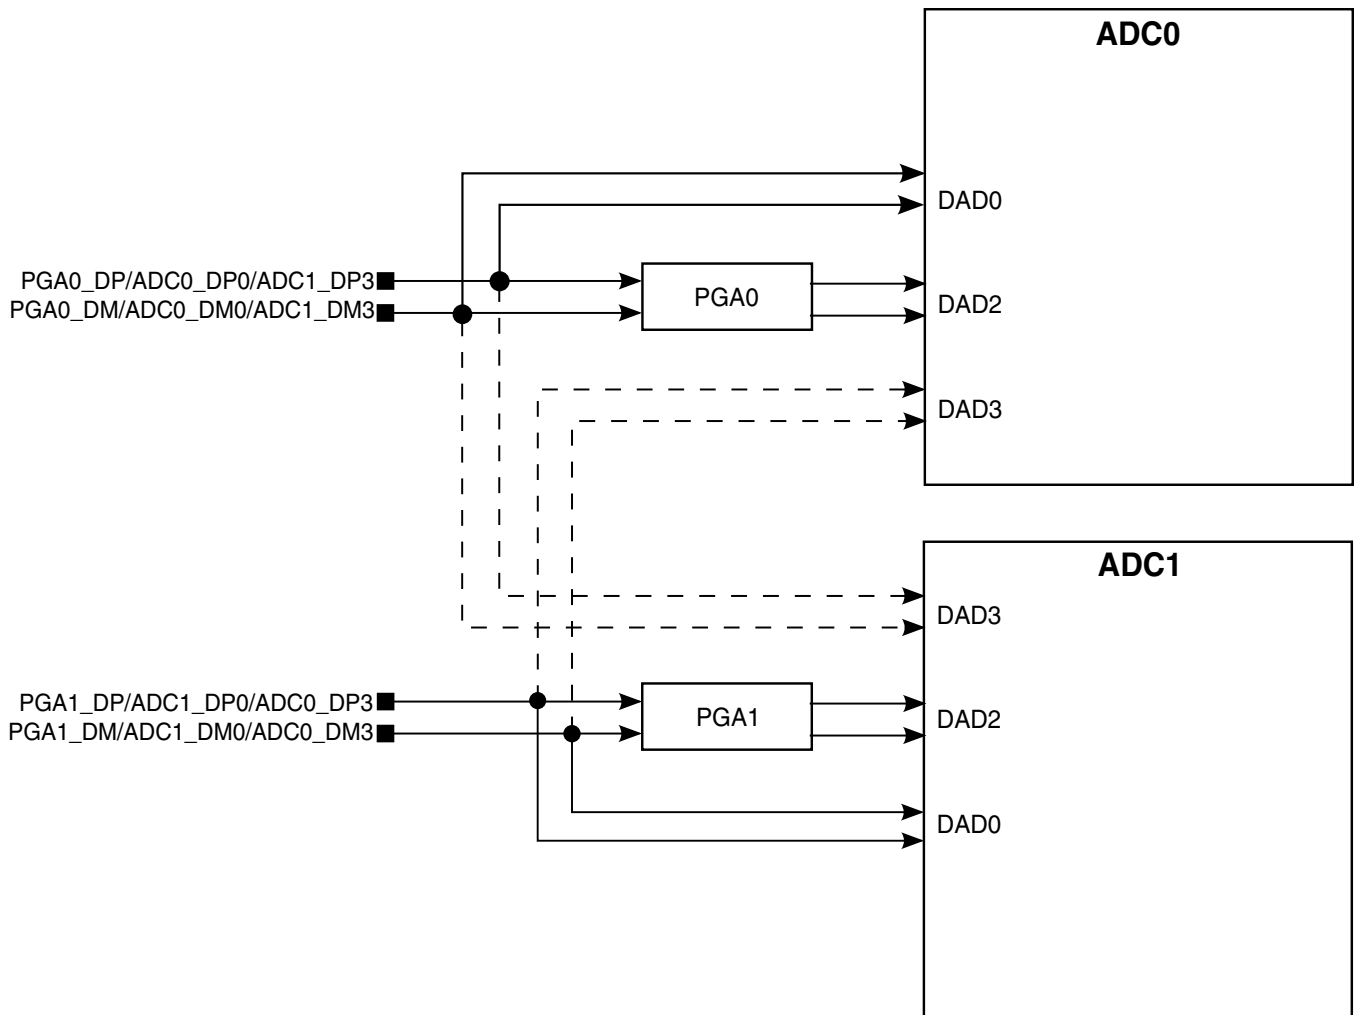 ADC0
DAD0
PGA0_DP/ADC0_DP0/ADC1_DP3
PGA0_DM/ADC0_DM0/ADC1_DM3
PGA0
DAD2
DAD3
ADC1
DAD3
PGA1_DP/ADC1_DP0/ADC0_DP3
PGA1_DM/ADC1_DM0/ADC0_DM3
PGA1
DAD2
DAD0